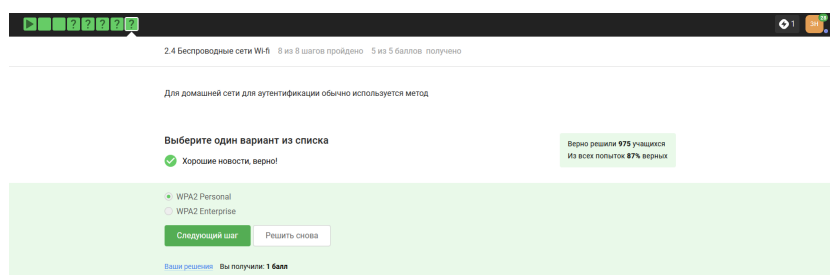 ? ? ? ? ?
1
ЗН
2.4 Беспроводные сети Wi-fi 8 из 8 шагов пройдено 5 из 5 баллов получено
Для домашней сети для аутентификации обычно используется метод
Выберите один вариант из списка
Хорошие новости, верно!
Верно решили 975 учащихся
Из всех попыток 87% верных
WPA2 Personal
WPA2 Enterprise
Следующий шаг Решить снова
Ваши решения Вы получили: 1 балл